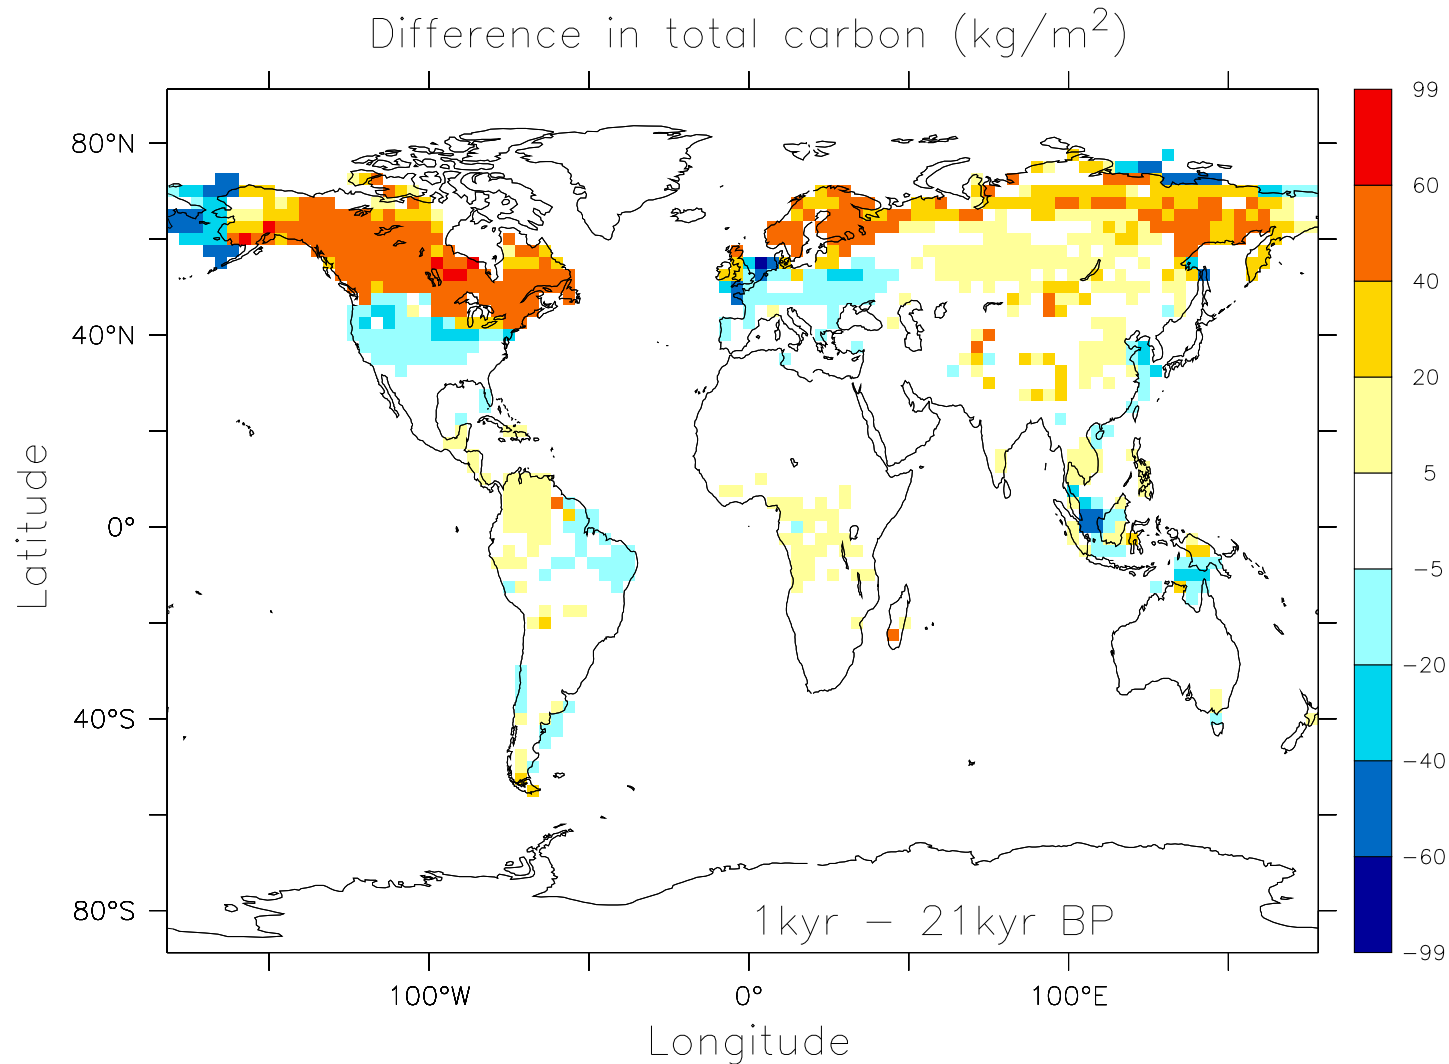 Difference in total carbon (kg/m²)
80°N
40°N
0°
40°S
80°S
Latitude
100°W
0°
100°E
Longitude
1kyr − 21kyr BP
99
60
40
20
5
−5
−20
−40
−60
−99